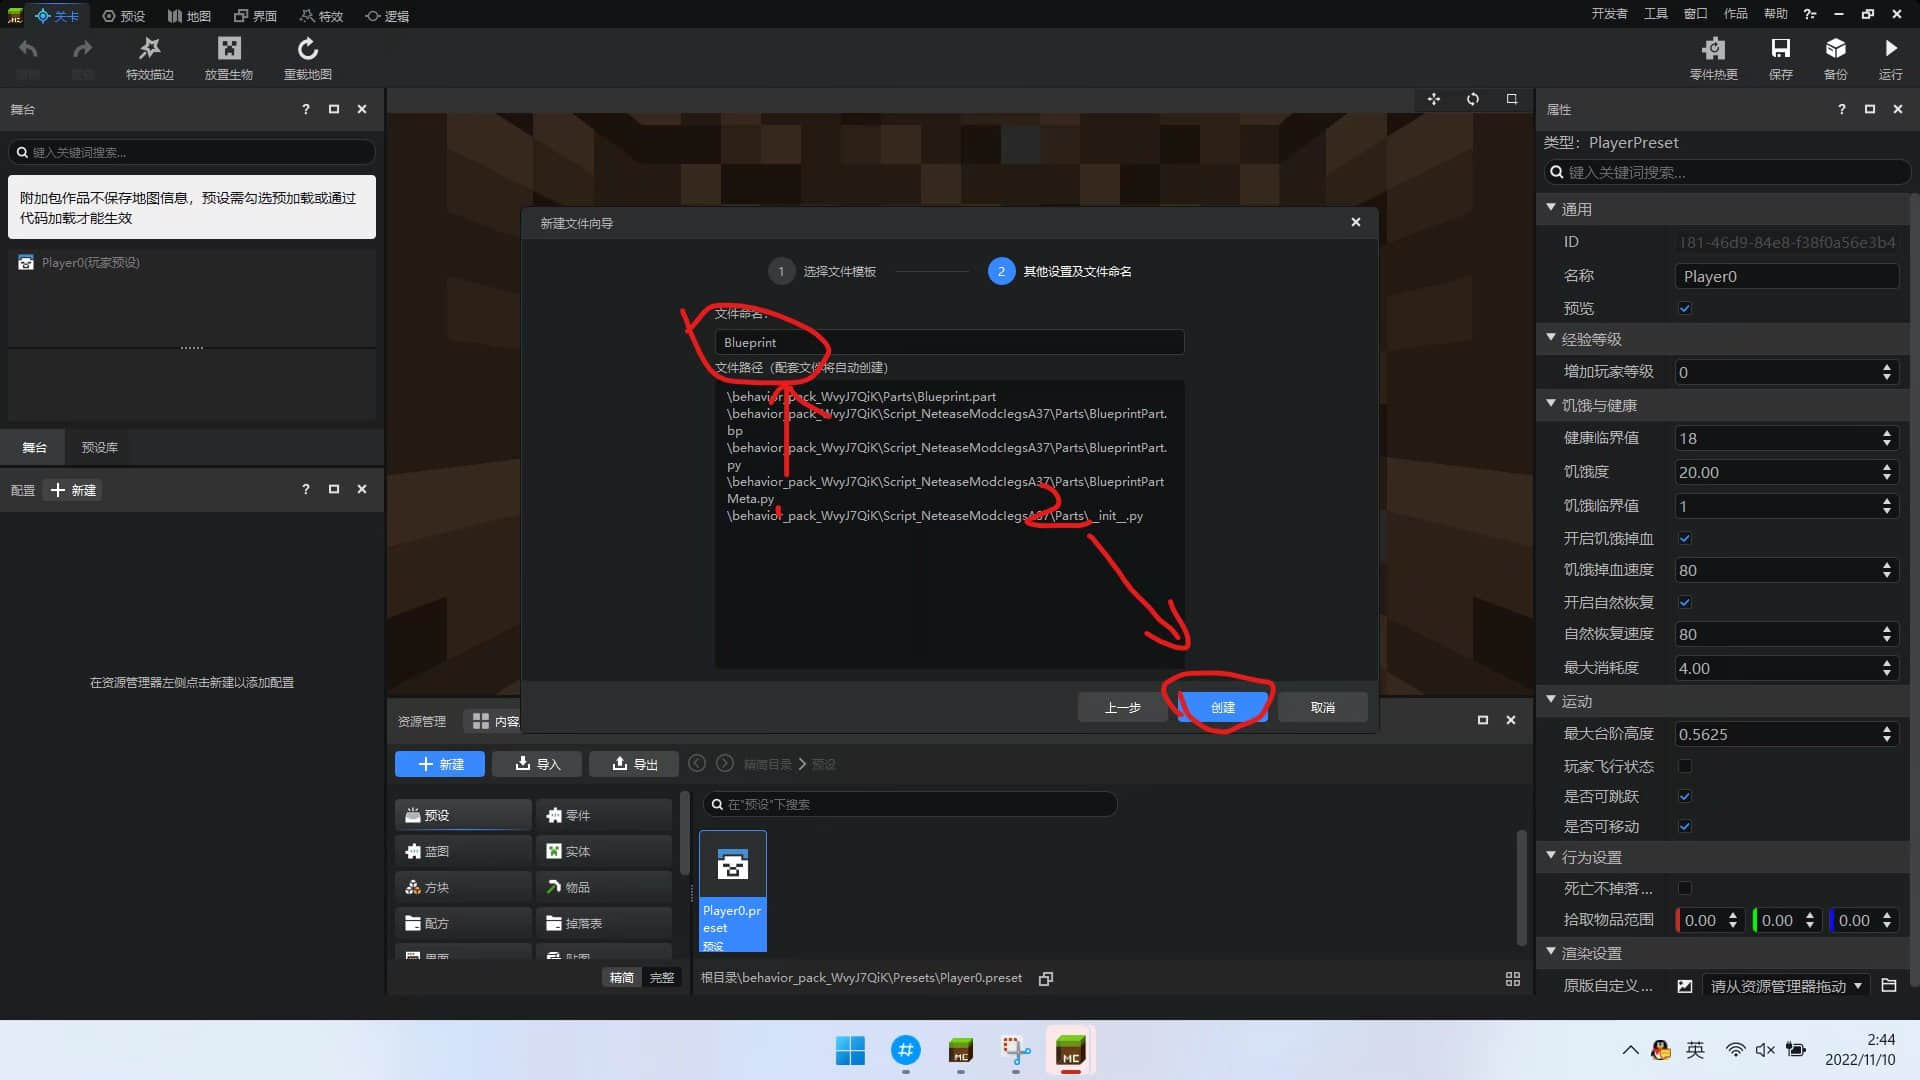 关卡 预设 地图 界面 特效 逻辑
开发者 工具 窗口 作品 帮助
特效描边 放置生物 重载地图
零件热更 保存 备份 运行
舞台
键入关键词搜索...
附加包作品不保存地图信息，预设需勾选预加载或通过
代码加载才能生效
Player0(玩家预设)
舞台 预设库
配置 新建
在资源管理器左侧点击新建以添加配置
新建文件向导
1 选择文件模板
2 其他设置及文件命名
文件命名：
Blueprint
文件路径（配套文件将自动创建）
\behavior_pack_WvyJ7QiK\Parts\Blueprint.part
\behavior_pack_WvyJ7QiK\Script_NeteaseModclegsA37\Parts\BlueprintPart.
bp
\behavior_pack_WvyJ7QiK\Script_NeteaseModclegsA37\Parts\BlueprintPart.
py
\behavior_pack_WvyJ7QiK\Script_NeteaseModclegsA37\Parts\BlueprintPart
Meta.py
\behavior_pack_WvyJ7QiK\Script_NeteaseModclegsA37\Parts\__init__.py
2
上一步 创建 取消
资源管理 内容
新建 导入 导出 精简目录 预设
预设 零件
蓝图 实体
方块 物品
配方 掉落表
界面 贴图
精简 完整
在"预设"下搜索
Player0.pr
eset
预设
根目录\behavior_pack_WvyJ7QiK\Presets\Player0.preset
属性
类型： PlayerPreset
键入关键词搜索...
通用
ID 181-46d9-84e8-f38f0a56e3b4
名称 Player0
预览
经验等级
增加玩家等级 0
饥饿与健康
健康临界值 18
饥饿度 20.00
饥饿临界值 1
开启饥饿掉血
饥饿掉血速度 80
开启自然恢复
自然恢复速度 80
最大消耗度 4.00
运动
最大台阶高度 0.5625
玩家飞行状态
是否可跳跃
是否可移动
行为设置
死亡不掉落...
拾取物品范围 0.00 0.00 0.00
渲染设置
原版自定义... 请从资源管理器拖动
MC
MC
英
2:44
2022/11/10